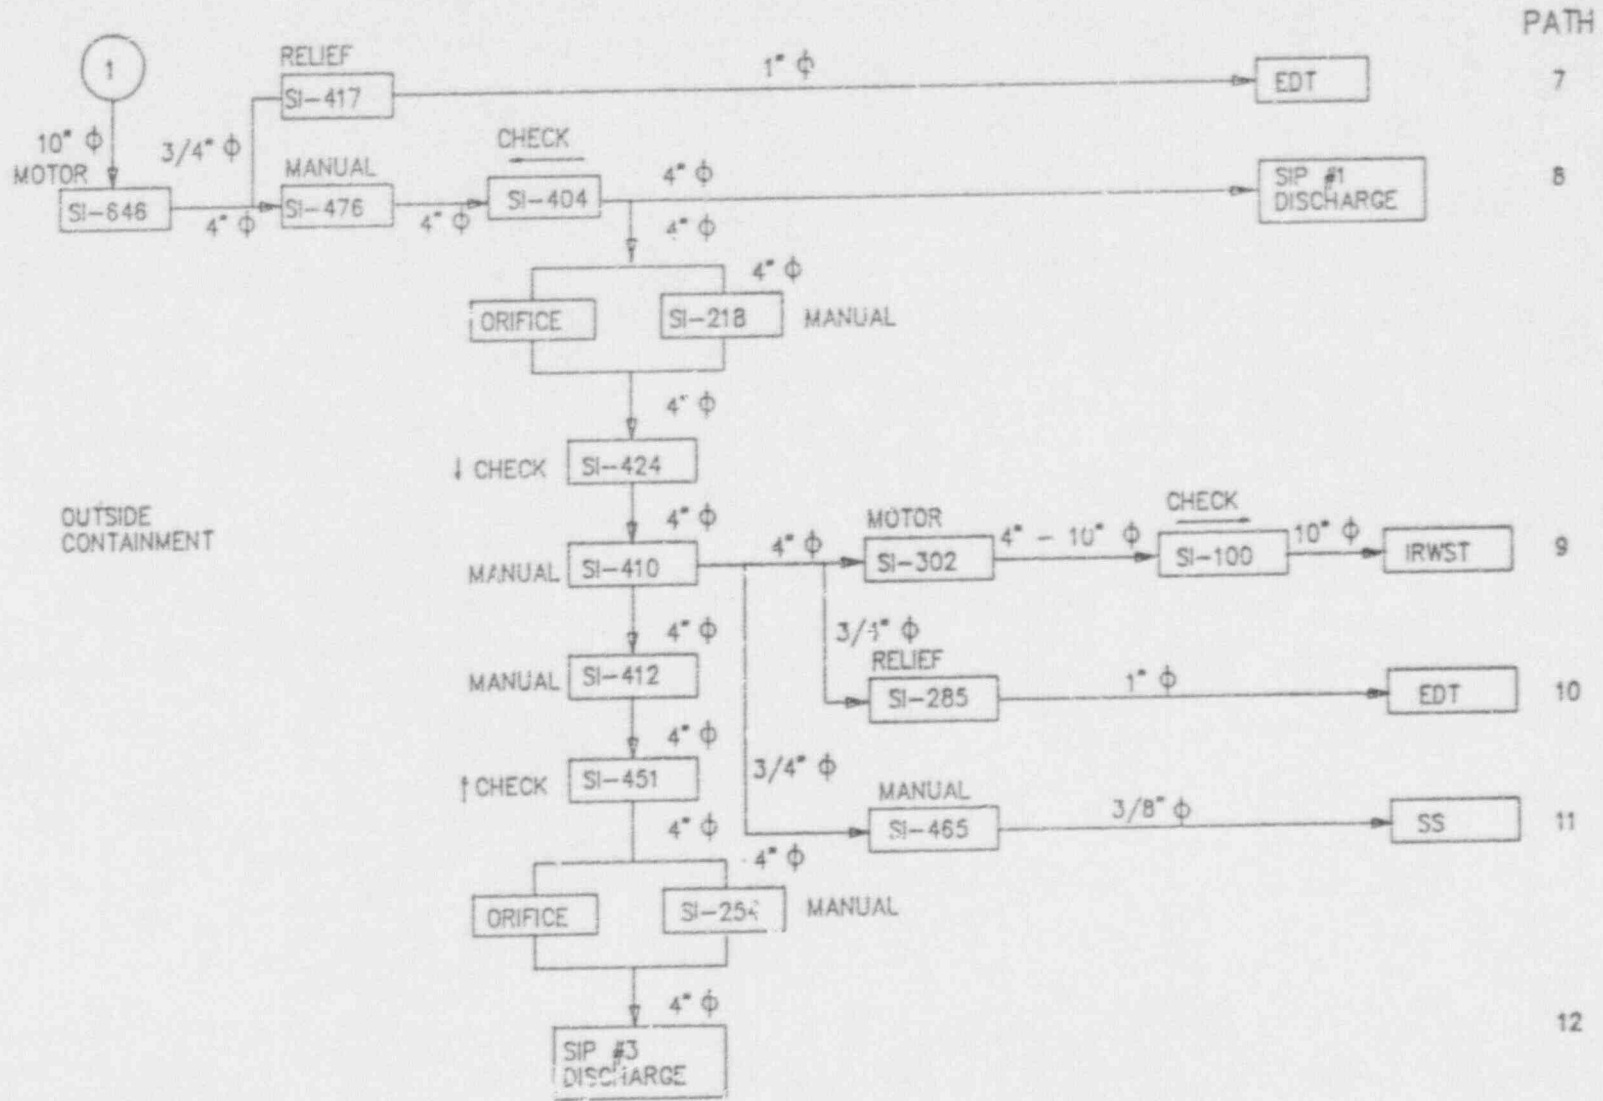 PATH
1
RELIEF
SI-417
1" ϕ
EDT
7
10" ϕ
3/4" ϕ
MOTOR
SI-646
4" ϕ
MANUAL
SI-476
4" ϕ
CHECK
SI-404
4" ϕ
SIP #1
DISCHARGE
8
4" ϕ
4" ϕ
ORIFICE
SI-218
MANUAL
4" ϕ
↓ CHECK
SI-424
OUTSIDE
CONTAINMENT
4" ϕ
MANUAL
SI-410
4" ϕ
MOTOR
SI-302
4" - 10" ϕ
CHECK
SI-100
10" ϕ
IRWST
9
4" ϕ
MANUAL
SI-412
3/4" ϕ
RELIEF
SI-285
1" ϕ
EDT
10
4" ϕ
↑ CHECK
SI-451
3/4" ϕ
MANUAL
SI-465
3/8" ϕ
SS
11
4" ϕ
4" ϕ
ORIFICE
SI-254
MANUAL
4" ϕ
12
SIP #3
DISCHARGE